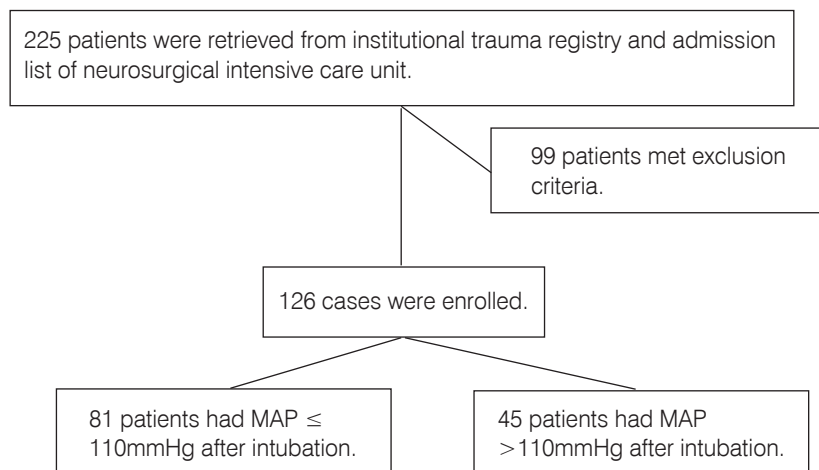 225 patients were retrieved from institutional trauma registry and admission
list of neurosurgical intensive care unit.
99 patients met exclusion
criteria.
126 cases were enrolled.
81 patients had MAP ≤
110mmHg after intubation.
45 patients had MAP
>110mmHg after intubation.